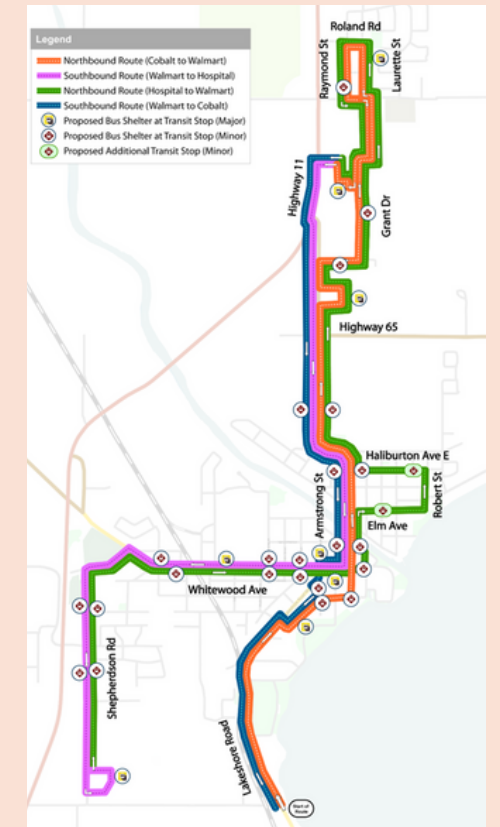 Roland Rd
Legend
Northbound Route (Cobalt to Walmart)
Southbound Route (Walmart to Hospital)
Northbound Route (Hospital to Walmart)
Southbound Route (Walmart to Cobalt)
Proposed Bus Shelter at Transit Stop (Major)
Proposed Bus Shelter at Transit Stop (Minor)
Proposed Additional Transit Stop (Minor)
Raymond St
Laurette St
Highway 11
Grant Dr
Highway 65
Haliburton Ave E
Armstrong St
Robert St
Elm Ave
Whitewood Ave
Shepherdson Rd
Lakeshore Road
Start of
Route